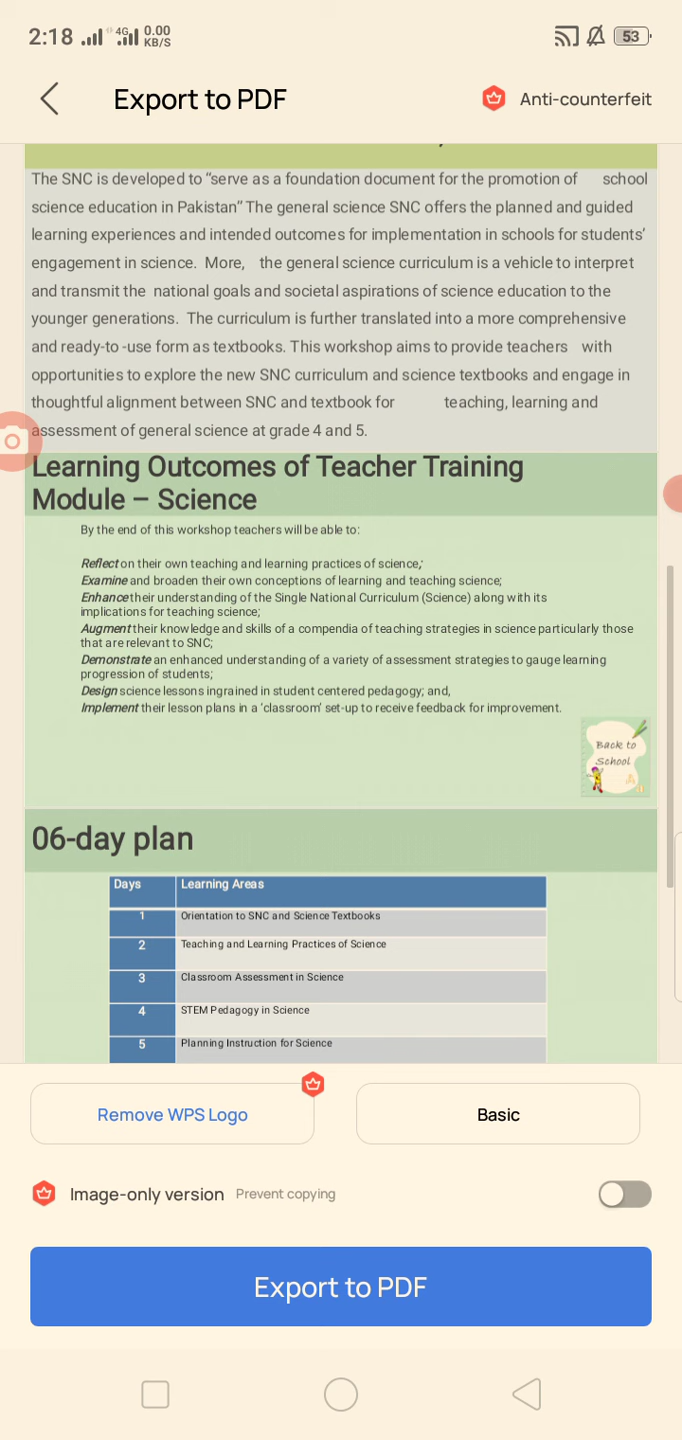 2:18 4G 0.00 KB/S 53
Export to PDF Anti-counterfeit
The SNC is developed to “serve as a foundation document for the promotion of school
science education in Pakistan” The general science SNC offers the planned and guided
learning experiences and intended outcomes for implementation in schools for students’
engagement in science. More, the general science curriculum is a vehicle to interpret
and transmit the national goals and societal aspirations of science education to the
younger generations. The curriculum is further translated into a more comprehensive
and ready-to -use form as textbooks. This workshop aims to provide teachers with
opportunities to explore the new SNC curriculum and science textbooks and engage in
thoughtful alignment between SNC and textbook for teaching, learning and
assessment of general science at grade 4 and 5.
Learning Outcomes of Teacher Training
Module – Science
By the end of this workshop teachers will be able to:
Reflect on their own teaching and learning practices of science;
Examine and broaden their own conceptions of learning and teaching science;
Enhance their understanding of the Single National Curriculum (Science) along with its
implications for teaching science;
Augment their knowledge and skills of a compendia of teaching strategies in science particularly those
that are relevant to SNC;
Demonstrate an enhanced understanding of a variety of assessment strategies to gauge learning
progression of students;
Design science lessons ingrained in student centered pedagogy; and,
Implement their lesson plans in a ‘classroom’ set-up to receive feedback for improvement.
Back to
School
06-day plan
Days Learning Areas
1 Orientation to SNC and Science Textbooks
2 Teaching and Learning Practices of Science
3 Classroom Assessment in Science
4 STEM Pedagogy in Science
5 Planning Instruction for Science
Remove WPS Logo Basic
Image-only version Prevent copying
Export to PDF